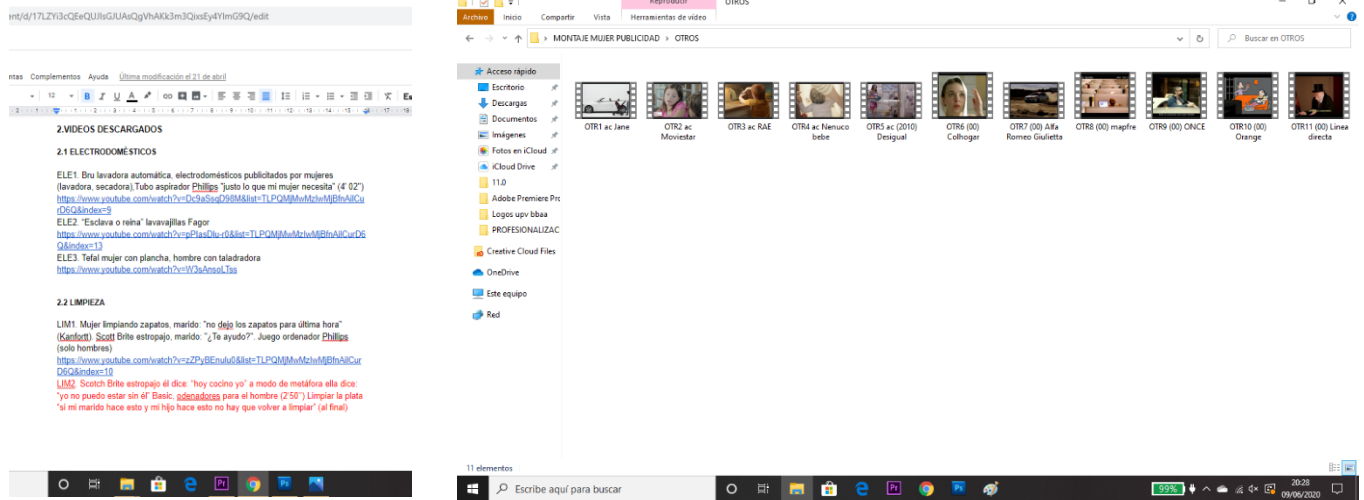 ent/d/17LZYi3cQEeQUJIsGJUAsQgVhAKk3m3QixsEy4YImG9Q/edit
ntas Complementos Ayuda Última modificación el 21 de abril
12 B I U A
2.VIDEOS DESCARGADOS
2.1 ELECTRODOMÉSTICOS
ELE1. Bru lavadora automática, electrodomésticos publicitados por mujeres
(lavadora, secadora),Tubo aspirador Phillips "justo lo que mi mujer necesita" (4' 02")
https://www.youtube.com/watch?v=Dc9aSsqD98M&list=TLPQMjMwMzIwMjBfnAilCu
rD6Q&index=9
ELE2. "Esclava o reina" lavavajillas Fagor
https://www.youtube.com/watch?v=pPIasDlu-r0&list=TLPQMjMwMzIwMjBfnAilCurD6
Q&index=13
ELE3. Tefal mujer con plancha, hombre con taladradora
https://www.youtube.com/watch?v=W3sAnsoLTss
2.2 LIMPIEZA
LIM1. Mujer limpiando zapatos, marido: "no dejo los zapatos para última hora"
(Kanfortt). Scott Brite estropajo, marido: "¿Te ayudo?". Juego ordenador Phillips
(solo hombres)
https://www.youtube.com/watch?v=zZPyBEnulu0&list=TLPQMjMwMzIwMjBfnAilCur
D6Q&index=10
LIM2. Scotch Brite estropajo él dice: "hoy cocino yo" a modo de metáfora ella dice:
"yo no puedo estar sin él" Basic, odenadores para el hombre (2'50'') Limpiar la plata
"si mi marido hace esto y mi hijo hace esto no hay que volver a limpiar" (al final)
Reproducir OTROS
Archivo Inicio Compartir Vista Herramientas de vídeo
MONTAJE MUJER PUBLICIDAD > OTROS
Buscar en OTROS
Acceso rápido
Escritorio
Descargas
Documentos
Imágenes
Fotos en iCloud
iCloud Drive
11.0
Adobe Premiere Pro
Logos upv bbaa
PROFESIONALIZAC
Creative Cloud Files
OneDrive
Este equipo
Red
OTR1 ac Jane
OTR2 ac
Moviestar
OTR3 ac RAE
OTR4 ac Nenuco
bebe
OTR5 ac (2010)
Desigual
OTR6 (00)
Colhogar
OTR7 (00) Alfa
Romeo Giulietta
OTR8 (00) mapfre
OTR9 (00) ONCE
OTR10 (00)
Orange
OTR11 (00) Linea
directa
11 elementos
Escribe aquí para buscar
99%
20:28
09/06/2020